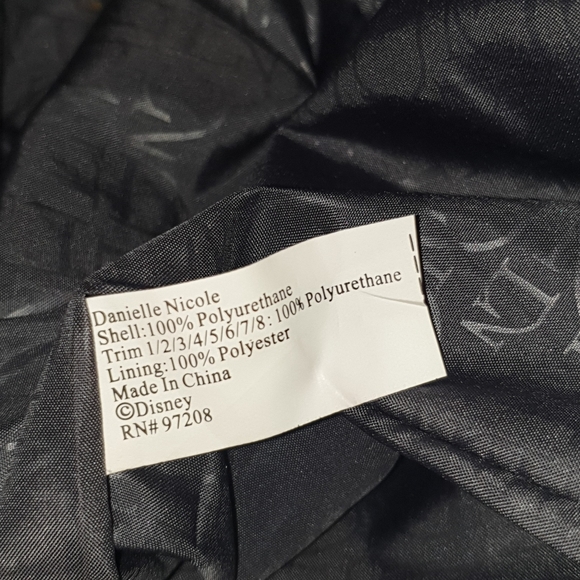 Danielle Nicole
Shell:100% Polyurethane
Trim 1/2/3/4/5/6/7/8: 100% Polyurethane
Lining:100% Polyester
Made In China
©Disney
RN# 97208